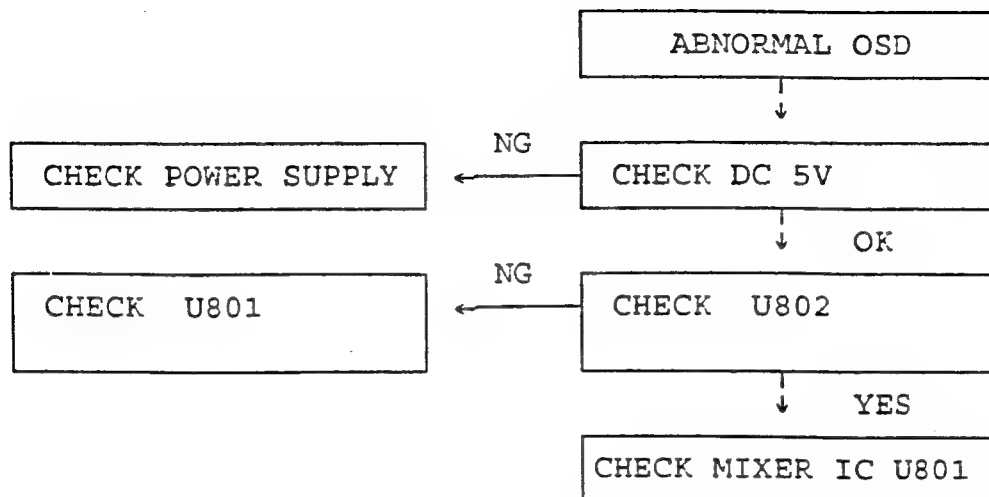 ABNORMAL OSD
NG
CHECK POWER SUPPLY
CHECK DC 5V
OK
NG
CHECK U801
CHECK U802
YES
CHECK MIXER IC U801